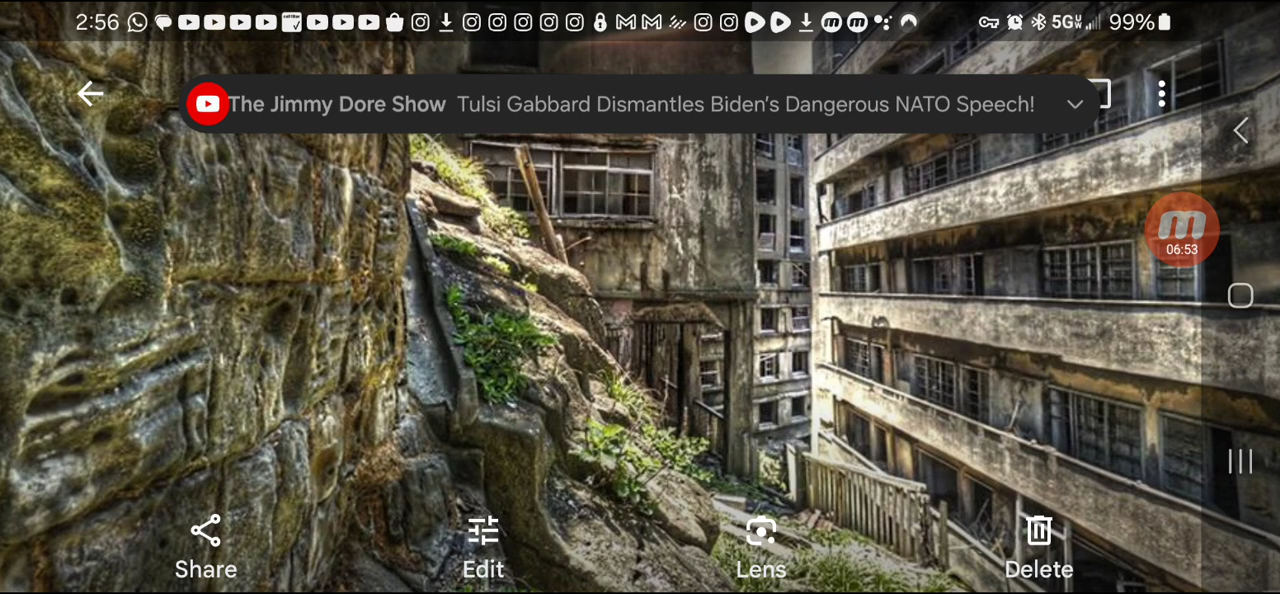 2:56 5G 99%
The Jimmy Dore Show Tulsi Gabbard Dismantles Biden's Dangerous NATO Speech!
m
06:53
Share Edit Lens Delete